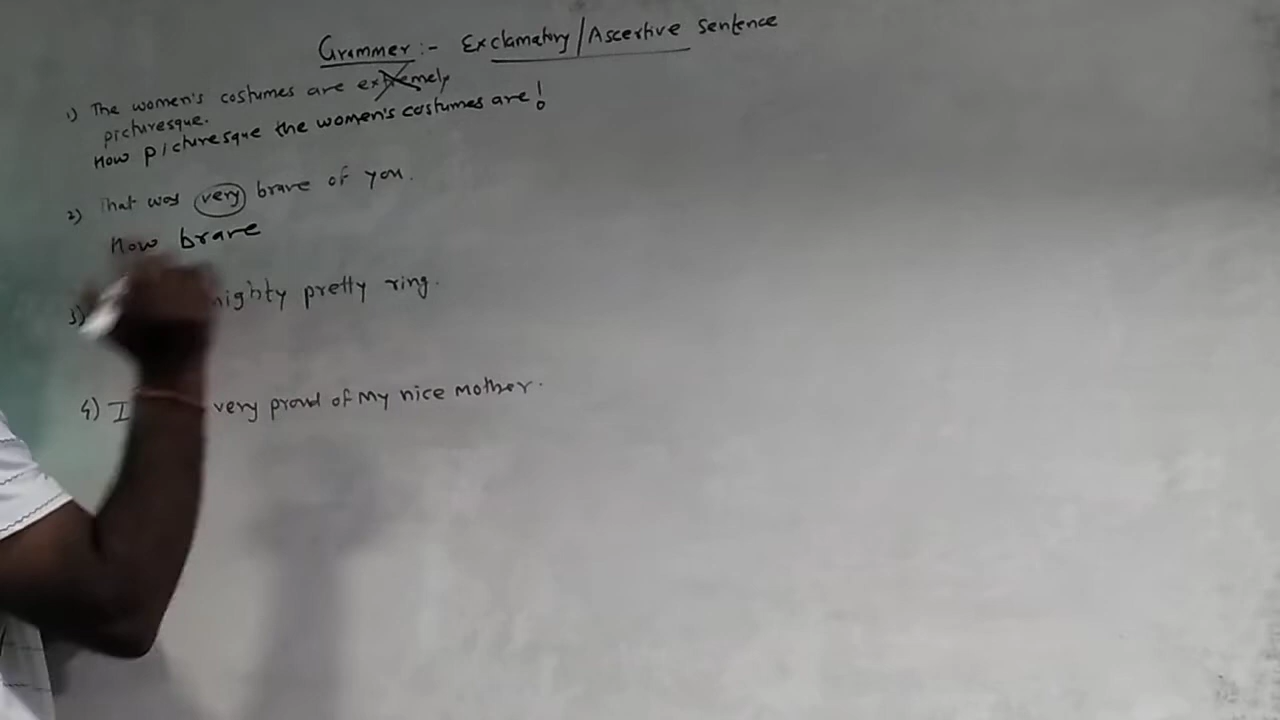 Grammer :- Exclamatory/Ascertive Sentence
1) The women's costumes are extremely
picturesque.
How picturesque the women's costumes are!
2) That was very brave of you.
How brave
3) mighty pretty ring.
4) I very proud of my nice mother.